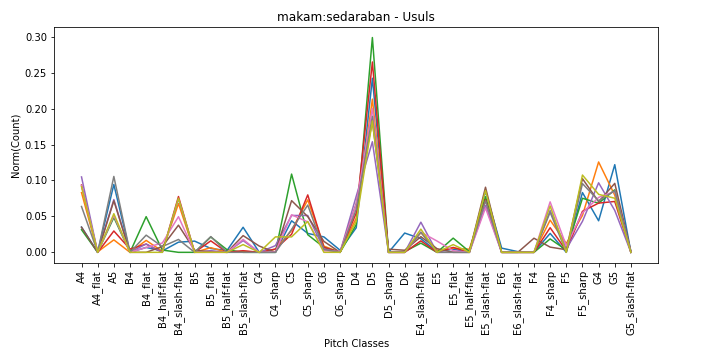 makam:sedaraban - Usuls
Norm(Count)
0.30
0.25
0.20
0.15
0.10
0.05
0.00
A4
A4_flat
A5
B4
B4_flat
B4_half-flat
B4_slash-flat
B5
B5_flat
B5_half-flat
B5_slash-flat
C4
C4_sharp
C5
C5_sharp
C6
C6_sharp
D4
D5
D5_sharp
D6
E4_slash-flat
E5
E5_flat
E5_half-flat
E5_slash-flat
E6
E6_slash-flat
F4
F4_sharp
F5
F5_sharp
G4
G5
G5_slash-flat
Pitch Classes